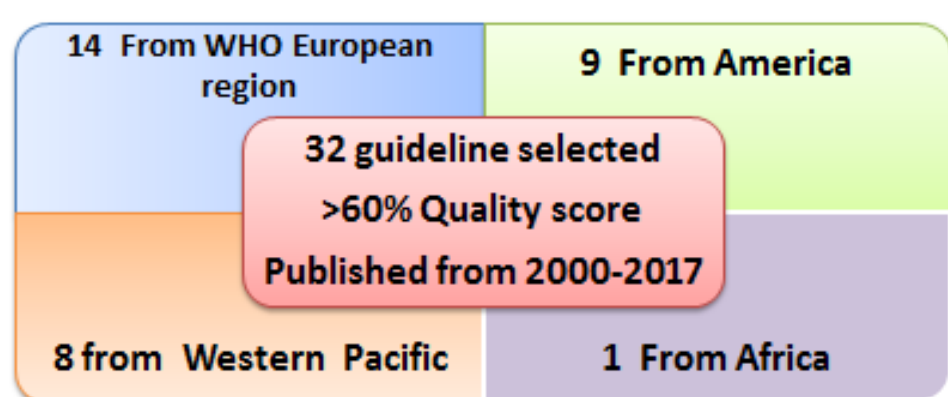 14 From WHO European
region
9 From America
32 guideline selected
>60% Quality score
Published from 2000-2017
8 from Western Pacific
1 From Africa